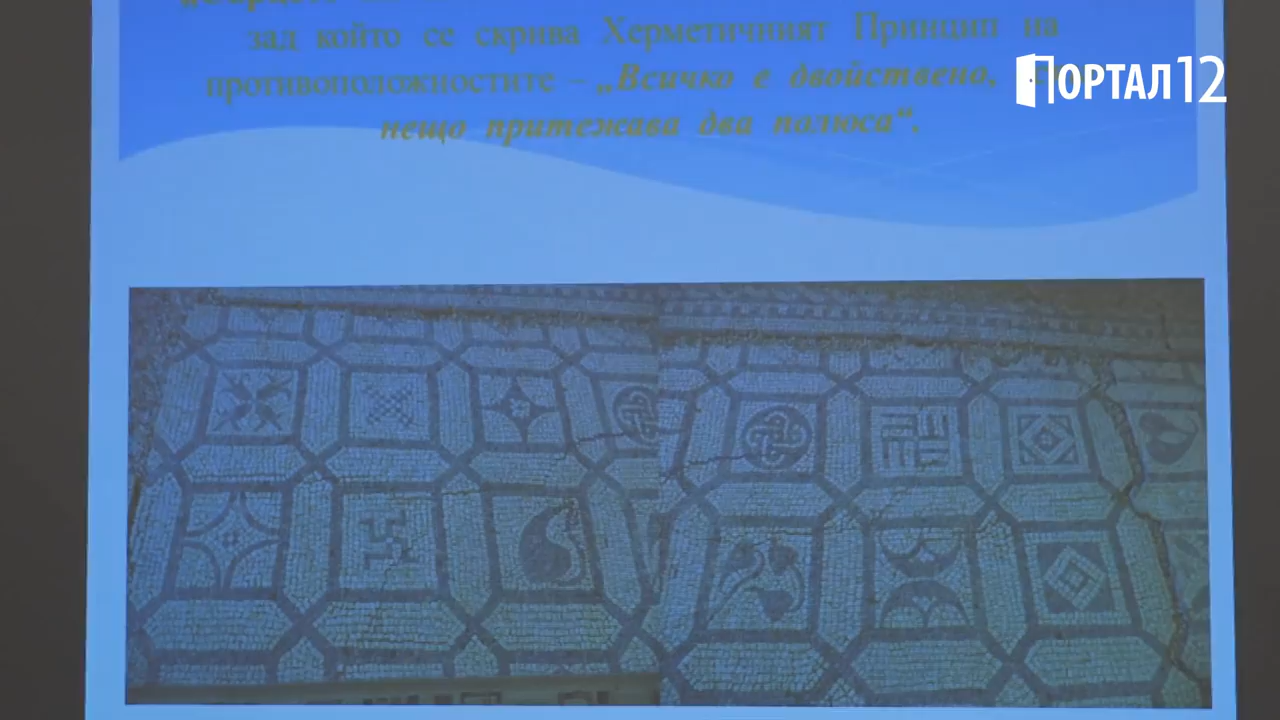 зад който се скрива Херметичният Принцип на
противоположностите – „Всичко е двойствено,
нещо притежава два полюса“.
ПОРТАЛ12